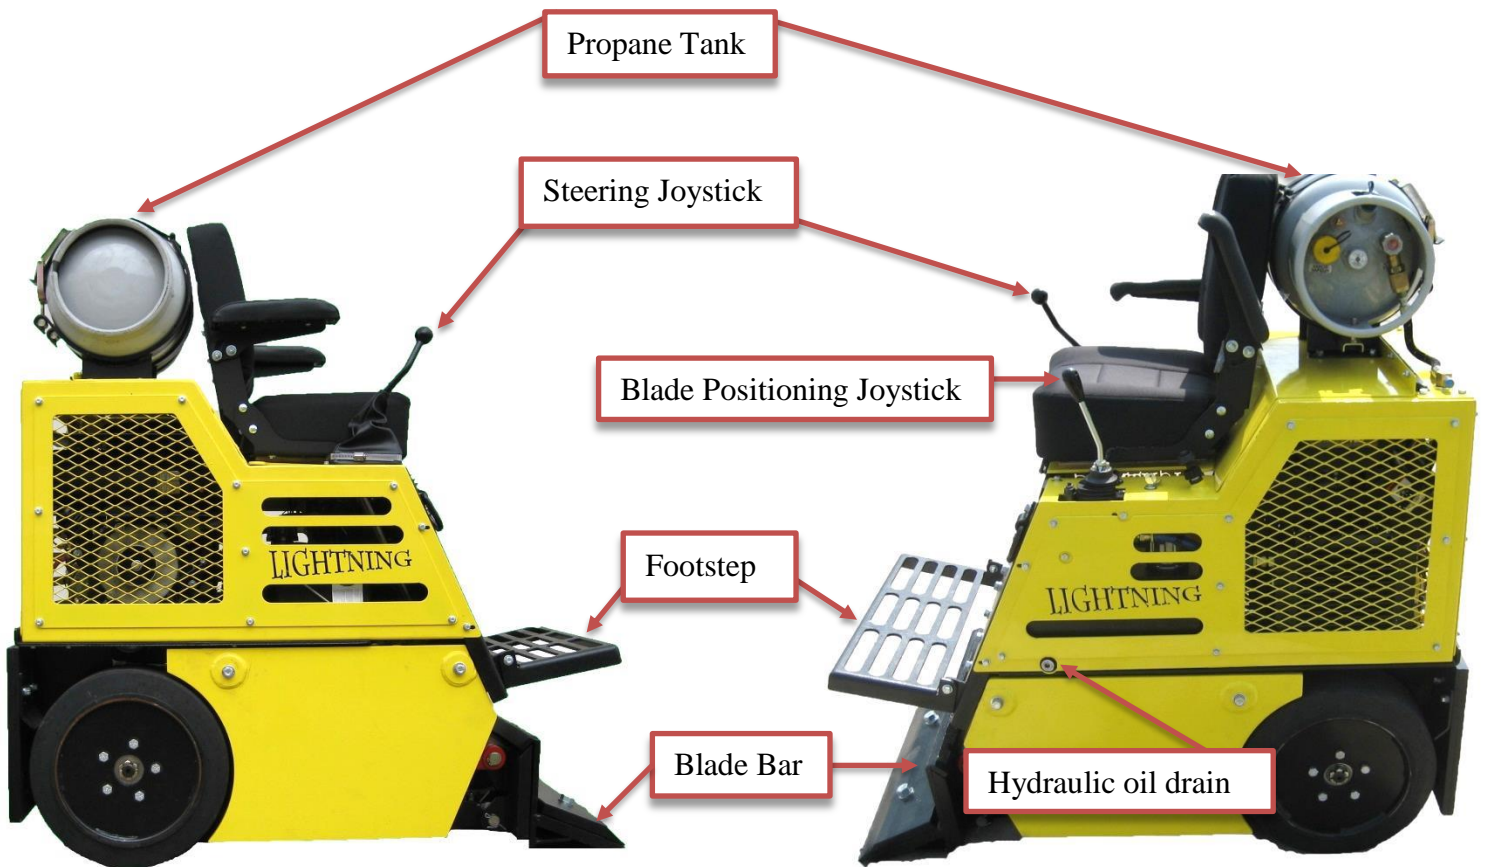 Propane Tank
Steering Joystick
Blade Positioning Joystick
LIGHTNING
Footstep
LIGHTNING
Blade Bar
Hydraulic oil drain